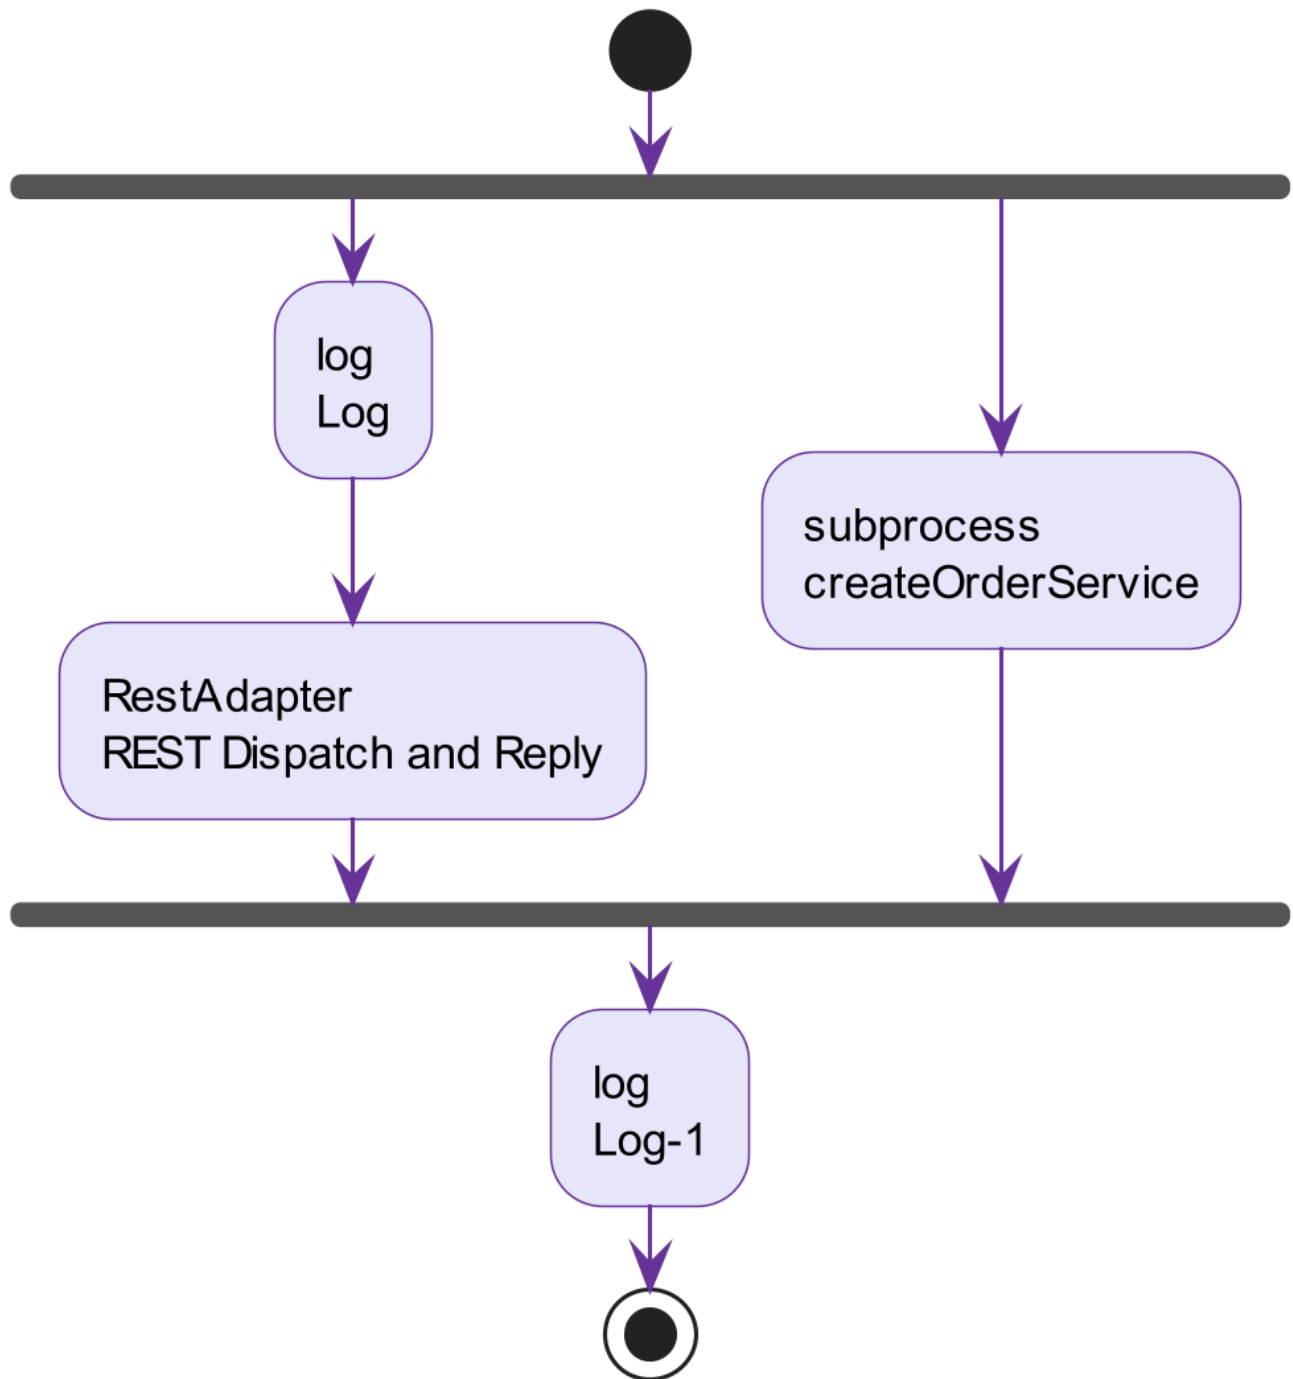 log
Log
subprocess
createOrderService
RestAdapter
REST Dispatch and Reply
log
Log-1